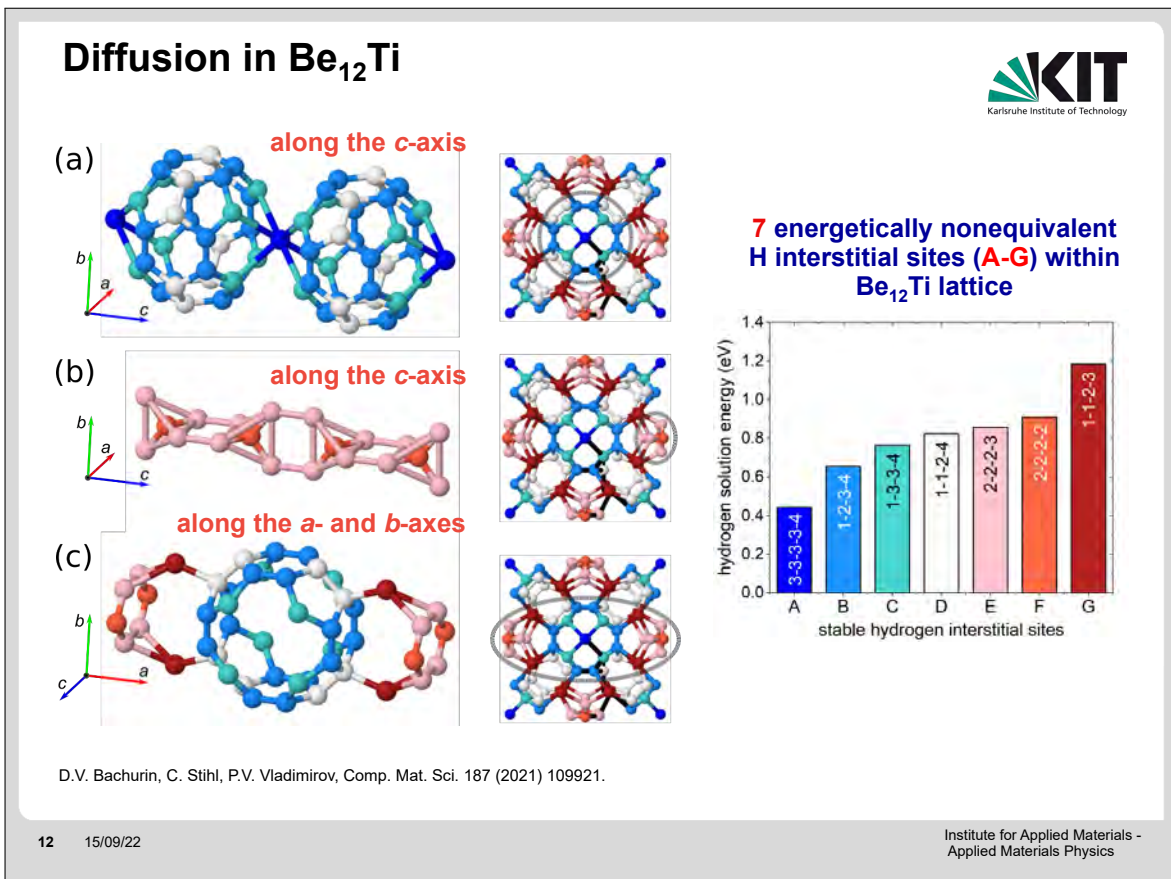 Diffusion in Be₁₂Ti
KIT
Karlsruhe Institute of Technology
(a)
along the c-axis
b
a
c
(b)
along the c-axis
b
a
c
along the a- and b-axes
(c)
b
a
c
7 energetically nonequivalent
H interstitial sites (A-G) within
Be₁₂Ti lattice
hydrogen solution energy (eV)
1.4
1.2
1.0
0.8
0.6
0.4
0.2
0.0
3-3-3-3-4
1-2-3-4
1-3-3-4
1-1-2-4
2-2-2-3
2-2-2-2
1-1-2-3
A B C D E F G
stable hydrogen interstitial sites
D.V. Bachurin, C. Stihl, P.V. Vladimirov, Comp. Mat. Sci. 187 (2021) 109921.
12 15/09/22
Institute for Applied Materials -
Applied Materials Physics